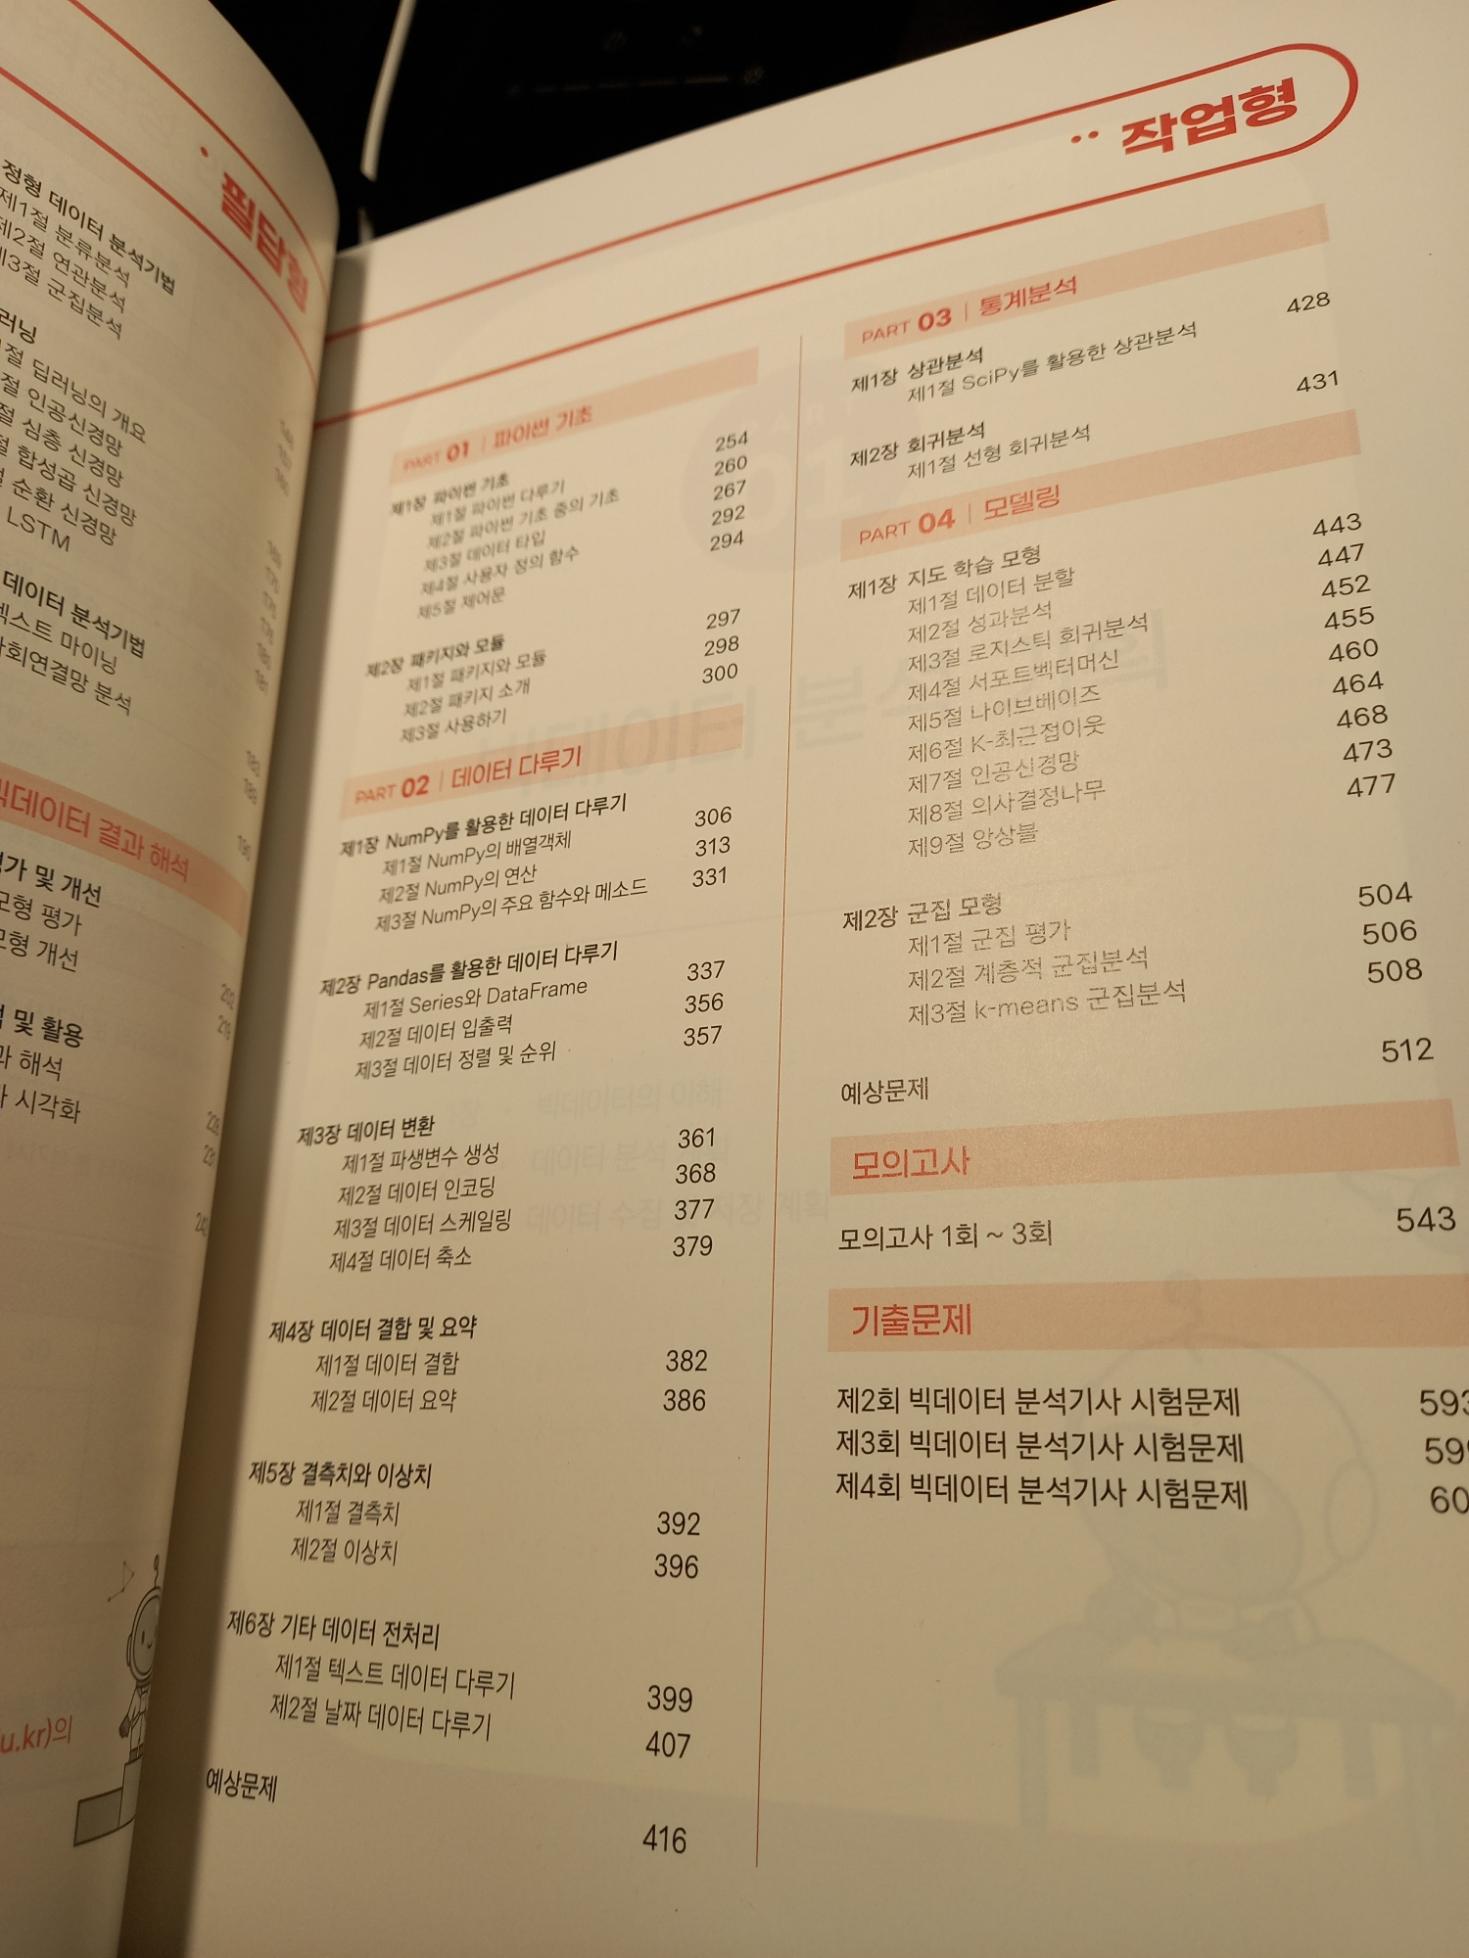 필답형
정형 데이터 분석기법
제1절 분류분석
제2절 연관분석
제3절 군집분석
러닝
절 딥러닝의 개요
절 인공신경망
절 심층 신경망
절 합성곱 신경망
순환 신경망
LSTM
데이터 분석기법
텍스트 마이닝
사회연결망 분석
빅데이터 결과 해석
평가 및 개선
모형 평가
모형 개선
및 활용
해석
시각화
u.kr)의
작업형
PART 01 | 파이썬 기초
제1장 파이썬 기초
제1절 파이썬 다루기 254
제2절 파이썬 기초 중의 기초 260
제3절 데이터 타입 267
제4절 사용자 정의 함수 292
제5절 제어문 294
제2장 패키지와 모듈
제1절 패키지와 모듈 297
제2절 패키지 소개 298
제3절 사용하기 300
PART 02 | 데이터 다루기
제1장 NumPy를 활용한 데이터 다루기
제1절 NumPy의 배열객체 306
제2절 NumPy의 연산 313
제3절 NumPy의 주요 함수와 메소드 331
제2장 Pandas를 활용한 데이터 다루기
제1절 Series와 DataFrame 337
제2절 데이터 입출력 356
제3절 데이터 정렬 및 순위 357
제3장 데이터 변환
제1절 파생변수 생성 361
제2절 데이터 인코딩 368
제3절 데이터 스케일링 377
제4절 데이터 축소 379
제4장 데이터 결합 및 요약
제1절 데이터 결합 382
제2절 데이터 요약 386
제5장 결측치와 이상치
제1절 결측치 392
제2절 이상치 396
제6장 기타 데이터 전처리
제1절 텍스트 데이터 다루기 399
제2절 날짜 데이터 다루기 407
예상문제 416
PART 03 | 통계분석
제1장 상관분석
제1절 SciPy를 활용한 상관분석 428
제2장 회귀분석
제1절 선형 회귀분석 431
PART 04 | 모델링
제1장 지도 학습 모형
제1절 데이터 분할 443
제2절 성과분석 447
제3절 로지스틱 회귀분석 452
제4절 서포트벡터머신 455
제5절 나이브베이즈 460
제6절 K-최근접이웃 464
제7절 인공신경망 468
제8절 의사결정나무 473
제9절 앙상블 477
제2장 군집 모형
제1절 군집 평가 504
제2절 계층적 군집분석 506
제3절 k-means 군집분석 508
예상문제 512
모의고사
모의고사 1회 ~ 3회 543
기출문제
제2회 빅데이터 분석기사 시험문제 593
제3회 빅데이터 분석기사 시험문제 59
제4회 빅데이터 분석기사 시험문제 60